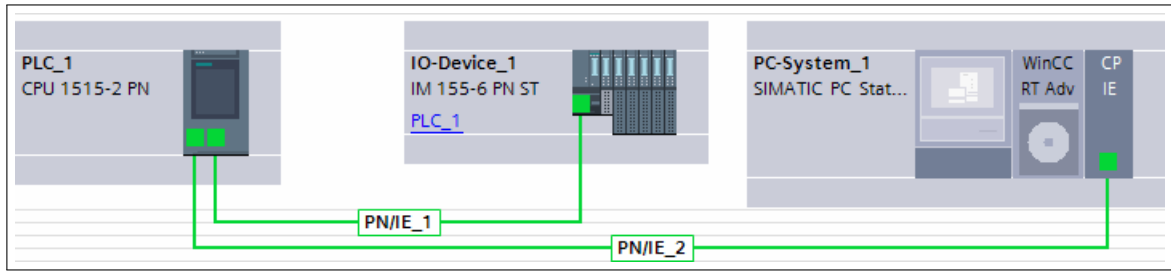 PLC_1
CPU 1515-2 PN
IO-Device_1
IM 155-6 PN ST
PLC_1
PC-System_1
SIMATIC PC Stat...
WinCC
RT Adv
CP
IE
PN/IE_1
PN/IE_2